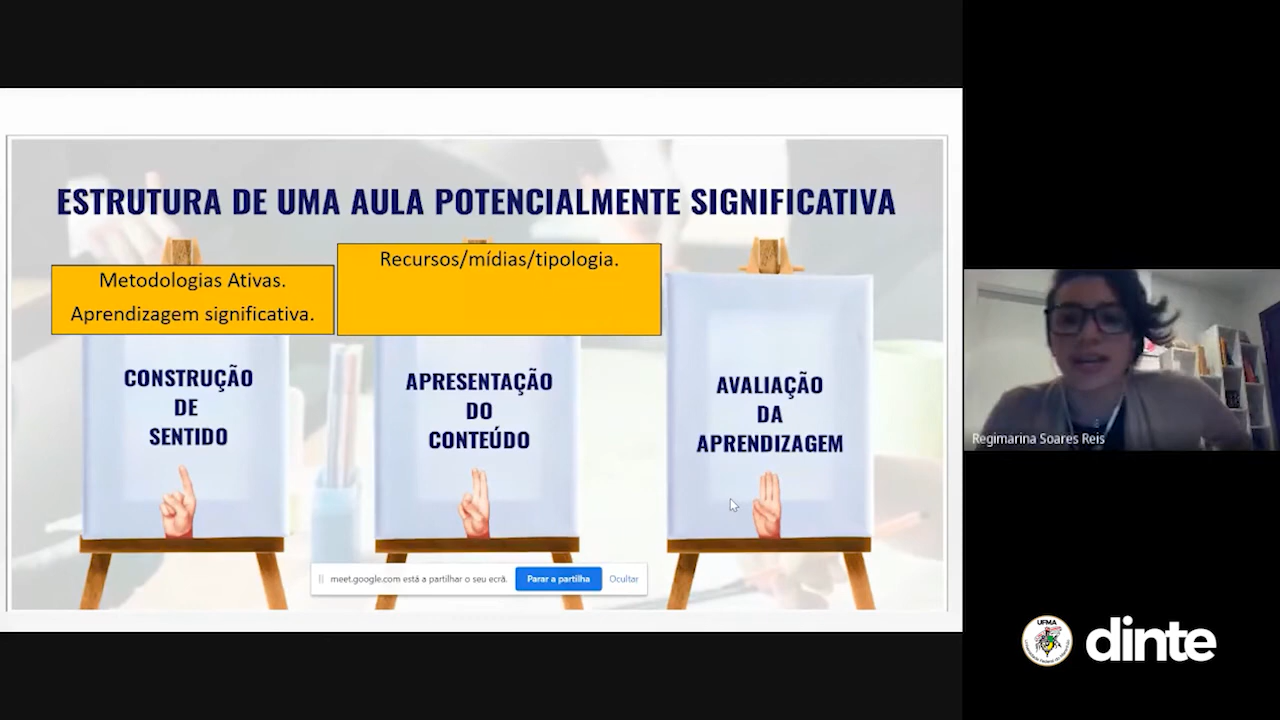 ESTRUTURA DE UMA AULA POTENCIALMENTE SIGNIFICATIVA
Metodologias Ativas.
Aprendizagem significativa.
Recursos/mídias/tipologia.
CONSTRUÇÃO
DE
SENTIDO
APRESENTAÇÃO
DO
CONTEÚDO
AVALIAÇÃO
DA
APRENDIZAGEM
meet.google.com está a partilhar o seu ecrã.
Parar a partilha
Ocultar
Regimarina Soares Reis
UFMA
dinte